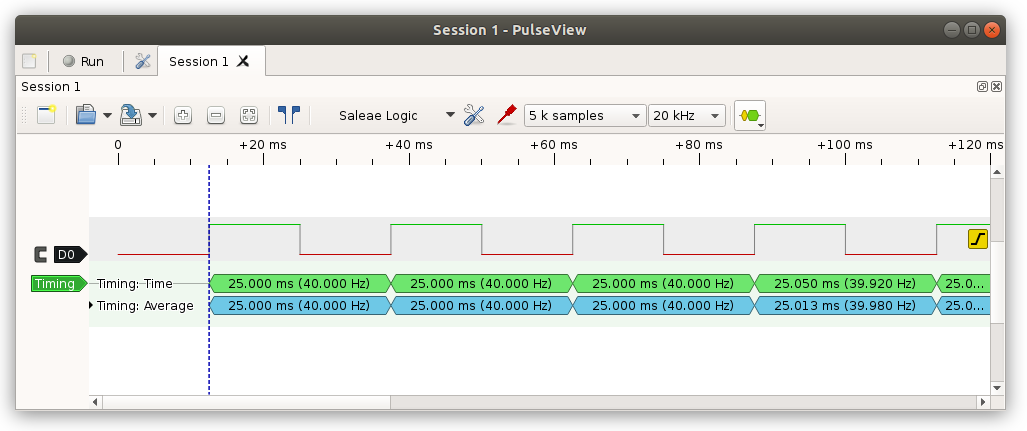 Session 1 - PulseView
Run
Session 1
Session 1
Saleae Logic
5 k samples
20 kHz
0 +20 ms +40 ms +60 ms +80 ms +100 ms +120 ms
D0
Timing
Timing: Time 25.000 ms (40.000 Hz) 25.000 ms (40.000 Hz) 25.000 ms (40.000 Hz) 25.050 ms (39.920 Hz) 25.0...
Timing: Average 25.000 ms (40.000 Hz) 25.000 ms (40.000 Hz) 25.000 ms (40.000 Hz) 25.013 ms (39.980 Hz) 25.0...